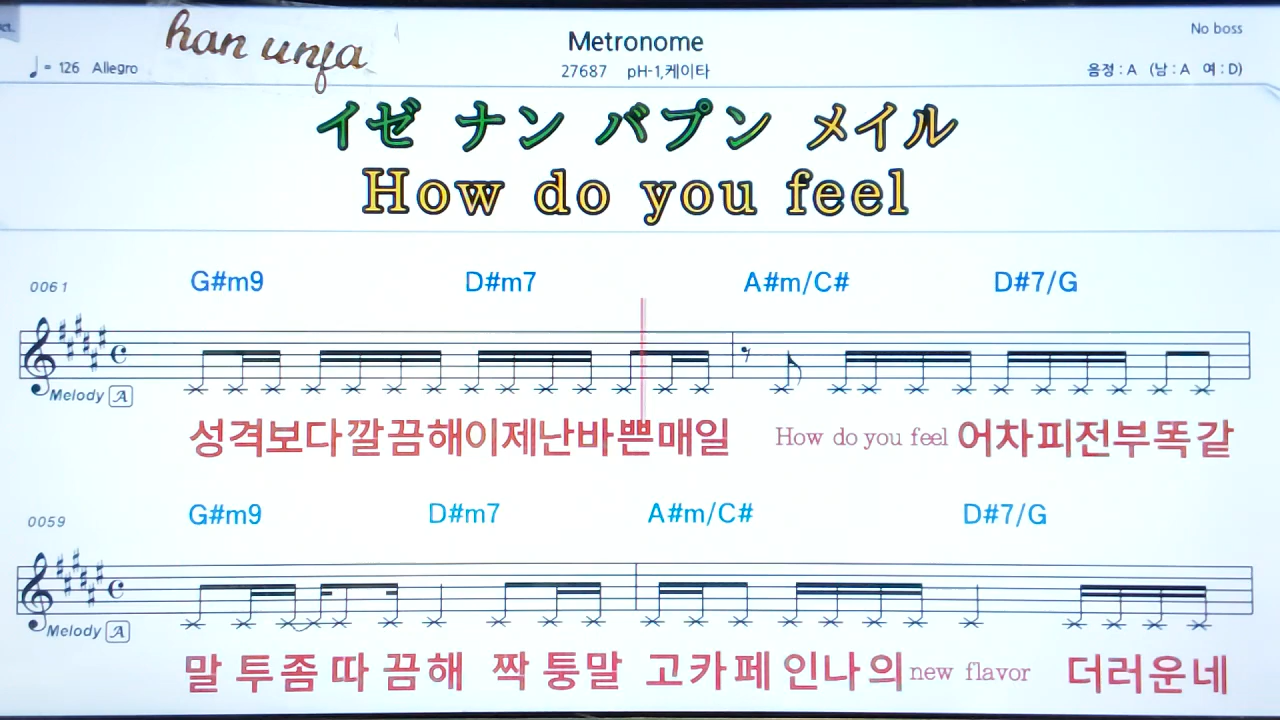 ct.
han unfa
Metronome
No boss
♩= 126 Allegro
27687 pH-1,케이타
음정 : A (남 : A 여 : D)
イゼ ナン バプン メイル
How do you feel
0061
G#m9 D#m7 A#m/C# D#7/G
Melody A
성격보다깔끔해이제난바쁜매일 How do you feel 어차피전부똑같
0059
G#m9 D#m7 A#m/C# D#7/G
Melody A
말 투좀 따 끔해 짝 퉁말 고카페 인나의 new flavor 더러운네